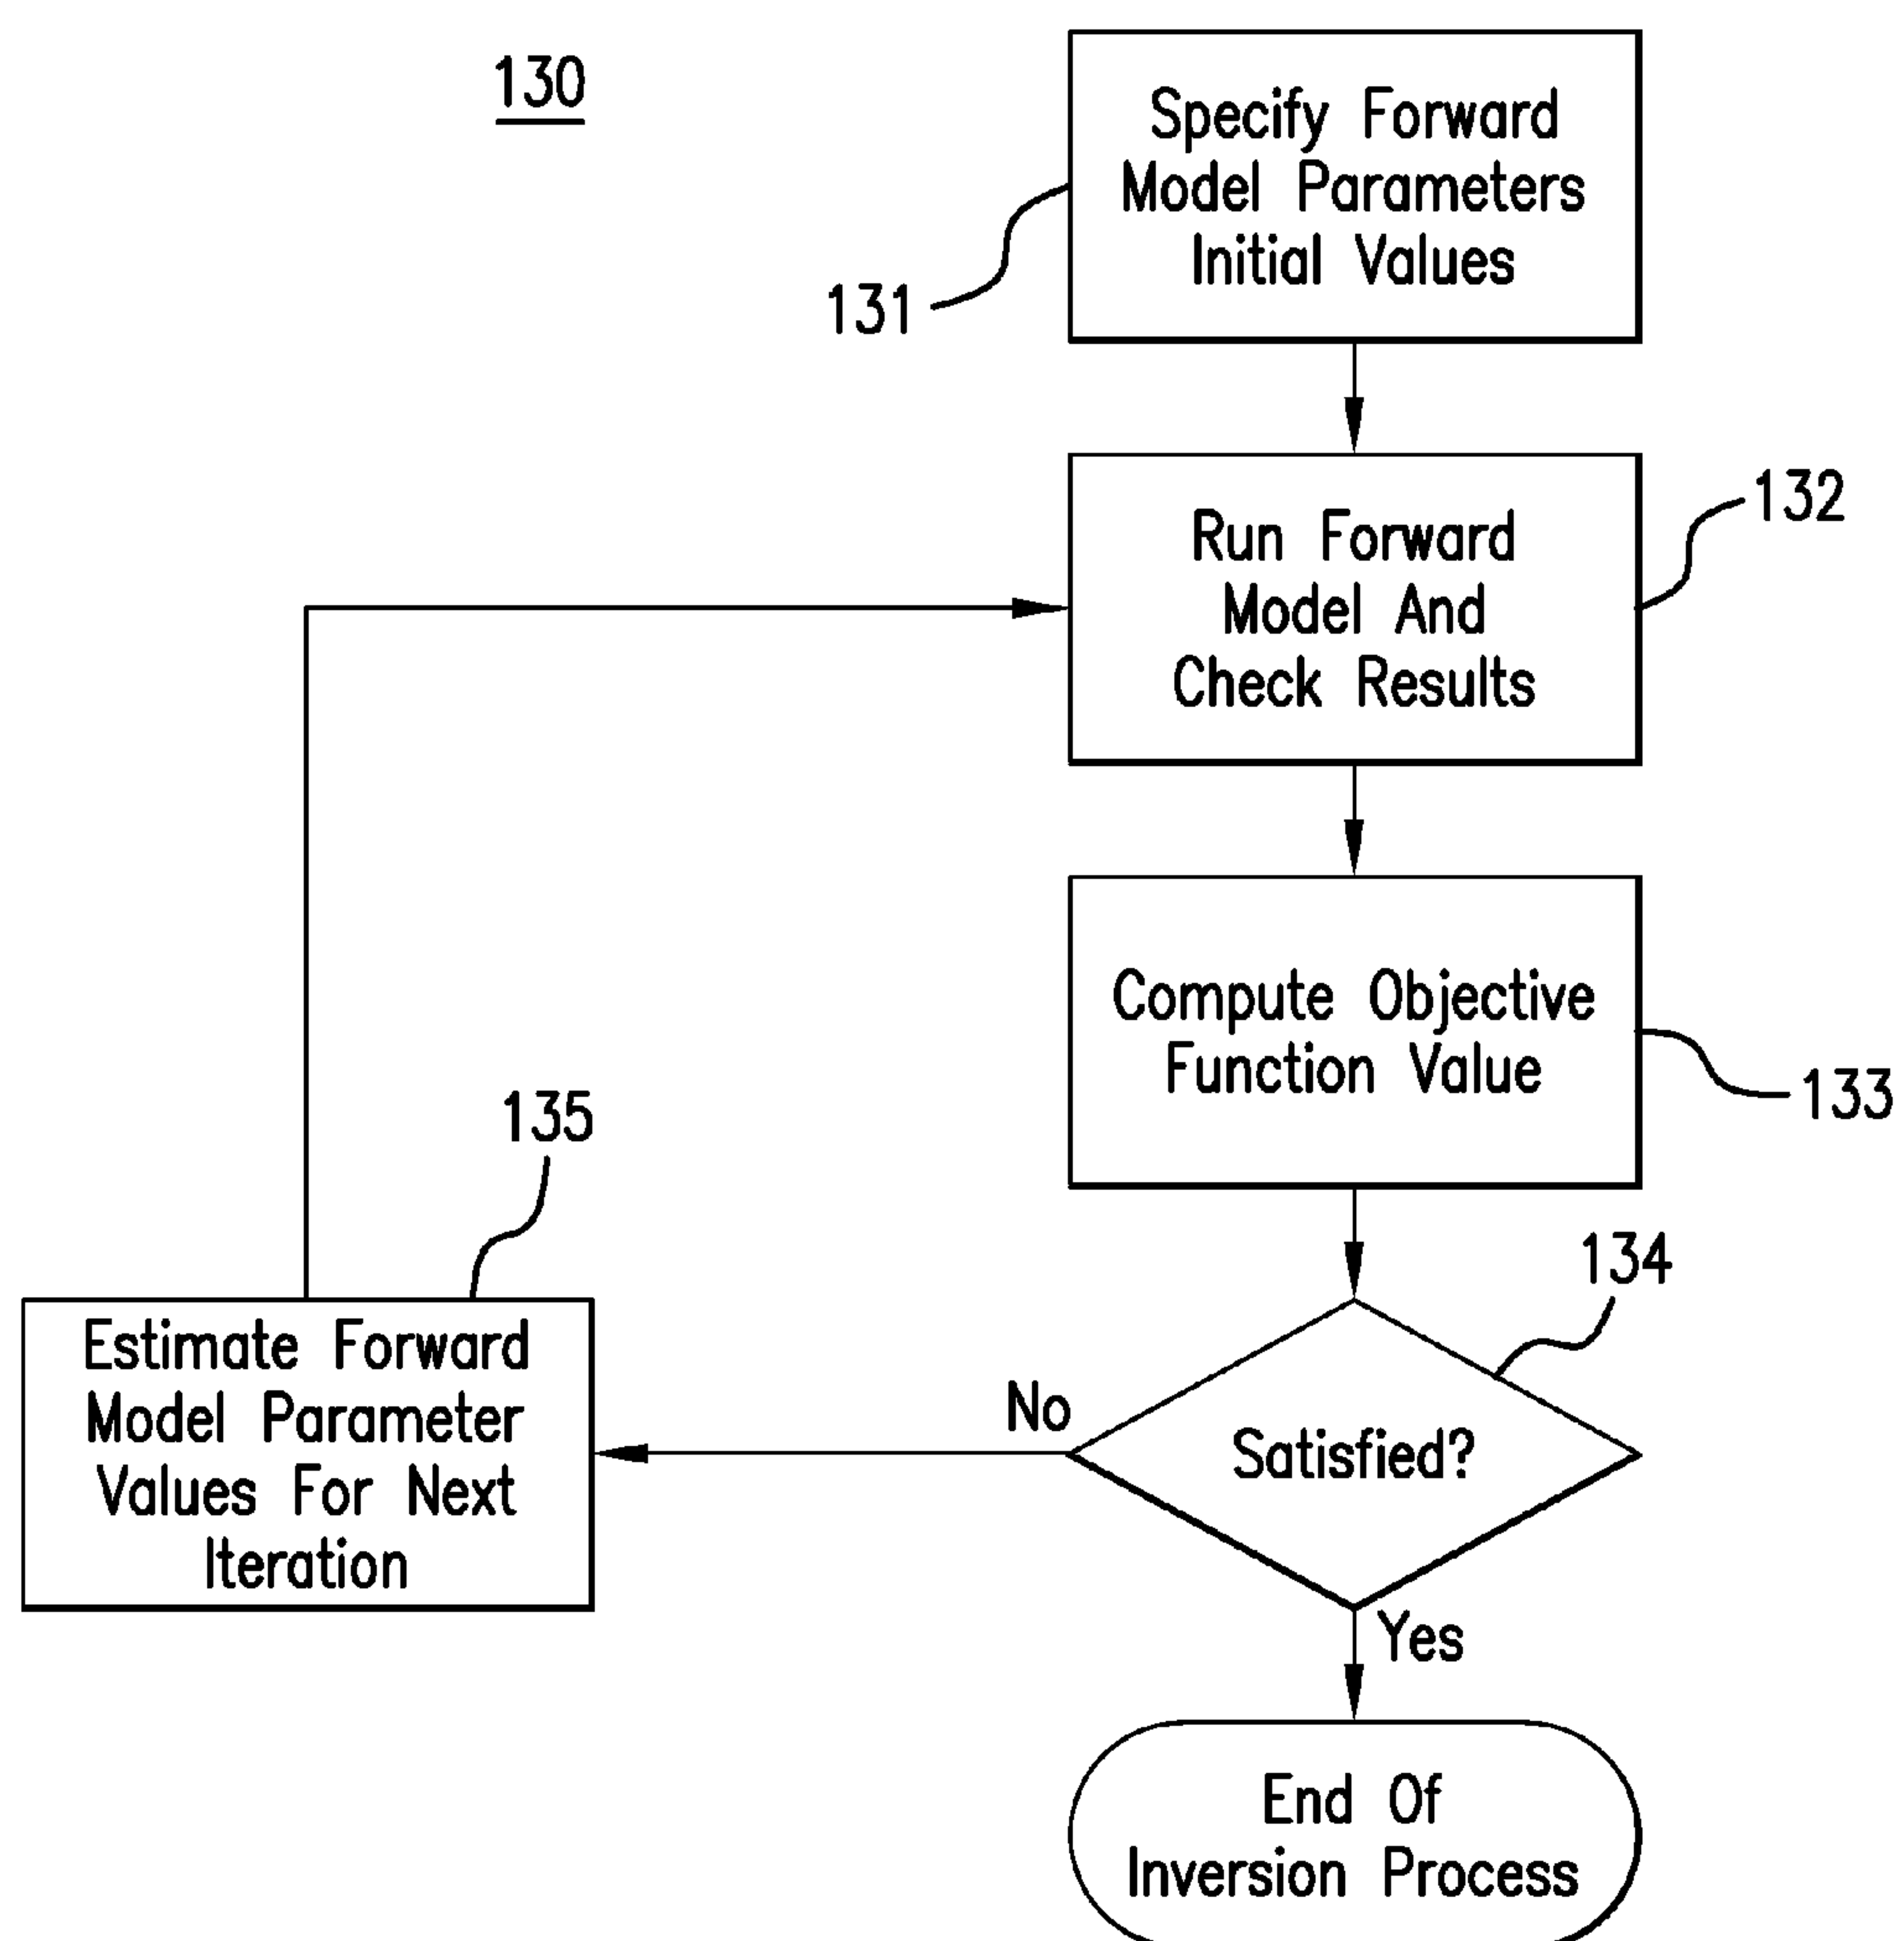 130
Specify Forward
Model Parameters
Initial Values
131
Run Forward
Model And
Check Results
132
Compute Objective
Function Value
133
135
134
Estimate Forward
Model Parameter
Values For Next
Iteration
No
Satisfied?
Yes
End Of
Inversion Process